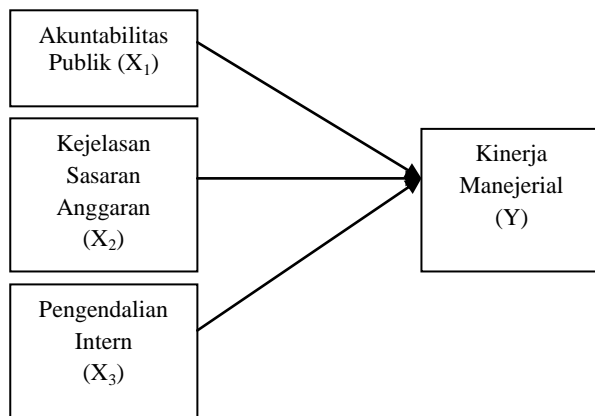 Akuntabilitas
Publik (X₁)
Kejelasan
Sasaran
Anggaran
(X₂)
Pengendalian
Intern
(X₃)
Kinerja
Manejerial
(Y)